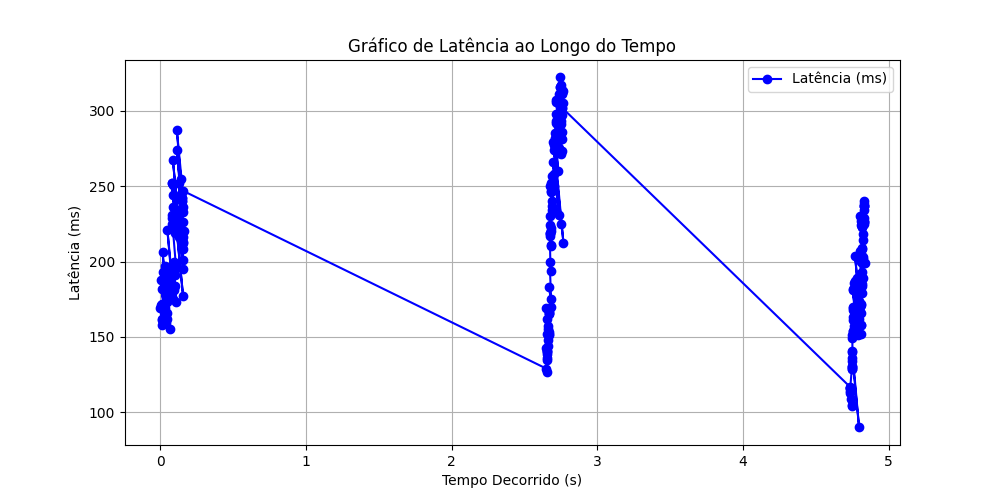 Gráfico de Latência ao Longo do Tempo
Latência (ms)
Latência (ms)
300
250
200
150
100
0 1 2 3 4 5
Tempo Decorrido (s)